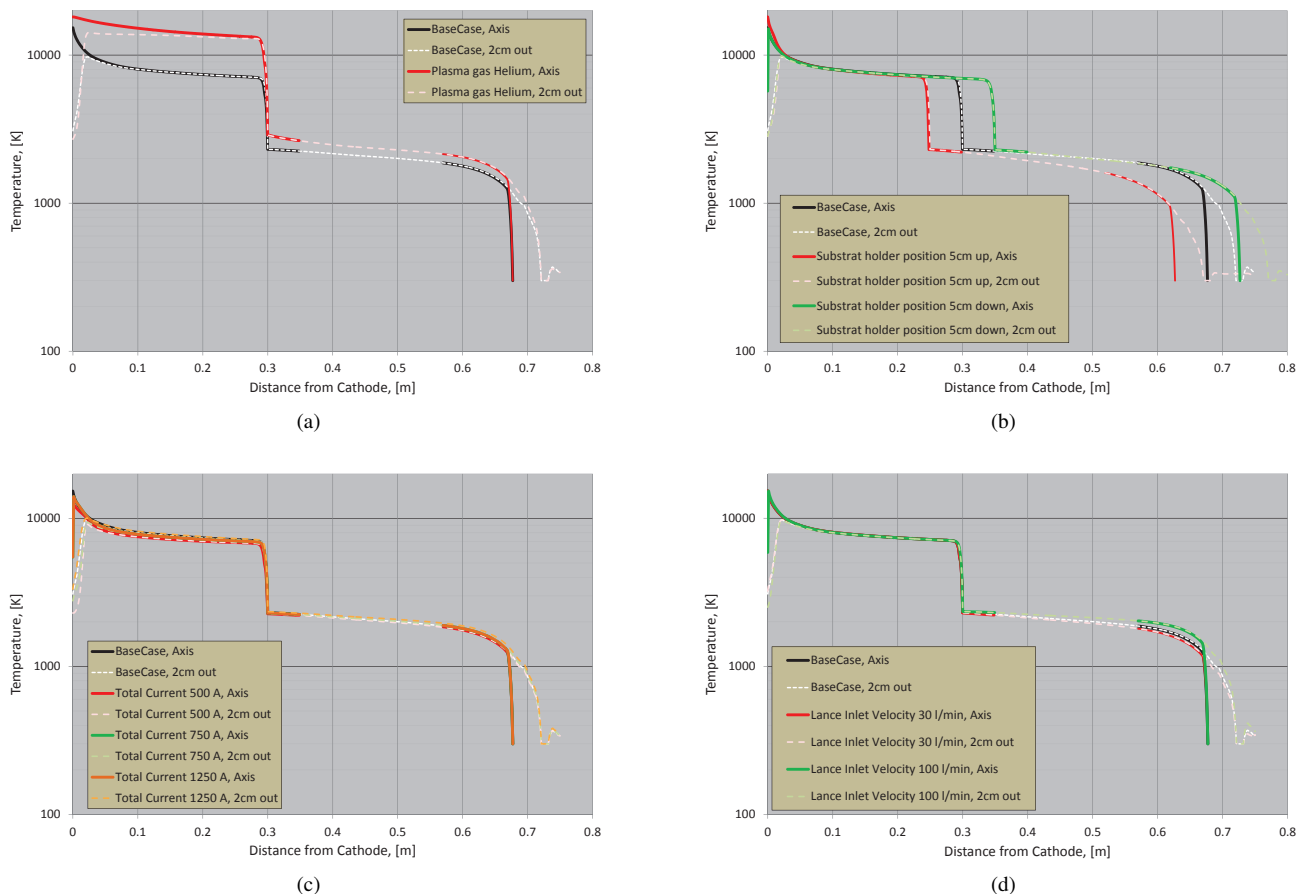 10000
1000
100
Temperature, [K]
BaseCase, Axis
BaseCase, 2cm out
Plasma gas Helium, Axis
Plasma gas Helium, 2cm out
0 0.1 0.2 0.3 0.4 0.5 0.6 0.7 0.8
Distance from Cathode, [m]
(a)
10000
1000
100
Temperature, [K]
BaseCase, Axis
BaseCase, 2cm out
Substrat holder position 5cm up, Axis
Substrat holder position 5cm up, 2cm out
Substrat holder position 5cm down, Axis
Substrat holder position 5cm down, 2cm out
0 0.1 0.2 0.3 0.4 0.5 0.6 0.7 0.8
Distance from Cathode, [m]
(b)
10000
1000
100
Temperature, [K]
BaseCase, Axis
BaseCase, 2cm out
Total Current 500 A, Axis
Total Current 500 A, 2cm out
Total Current 750 A, Axis
Total Current 750 A, 2cm out
Total Current 1250 A, Axis
Total Current 1250 A, 2cm out
0 0.1 0.2 0.3 0.4 0.5 0.6 0.7 0.8
Distance from Cathode, [m]
(c)
10000
1000
100
Temperature, [K]
BaseCase, Axis
BaseCase, 2cm out
Lance Inlet Velocity 30 l/min, Axis
Lance Inlet Velocity 30 l/min, 2cm out
Lance Inlet Velocity 100 l/min, Axis
Lance Inlet Velocity 100 l/min, 2cm out
0 0.1 0.2 0.3 0.4 0.5 0.6 0.7 0.8
Distance from Cathode, [m]
(d)